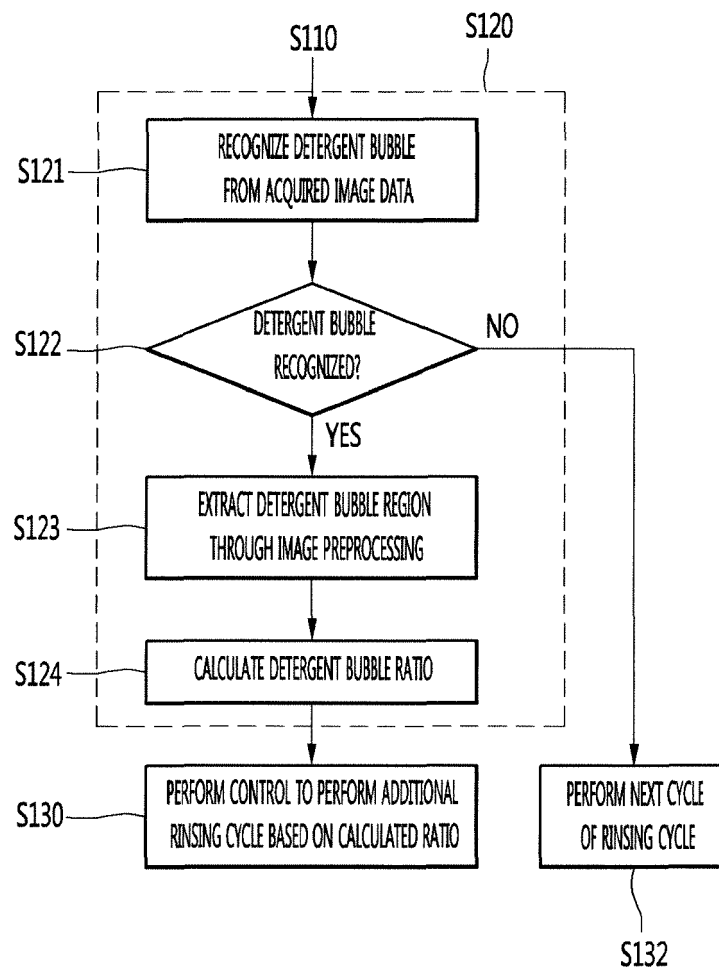 S110
S120
S121
RECOGNIZE DETERGENT BUBBLE
FROM ACQUIRED IMAGE DATA
S122
DETERGENT BUBBLE
RECOGNIZED?
NO
YES
S123
EXTRACT DETERGENT BUBBLE REGION
THROUGH IMAGE PREPROCESSING
S124
CALCULATE DETERGENT BUBBLE RATIO
S130
PERFORM CONTROL TO PERFORM ADDITIONAL
RINSING CYCLE BASED ON CALCULATED RATIO
PERFORM NEXT CYCLE
OF RINSING CYCLE
S132